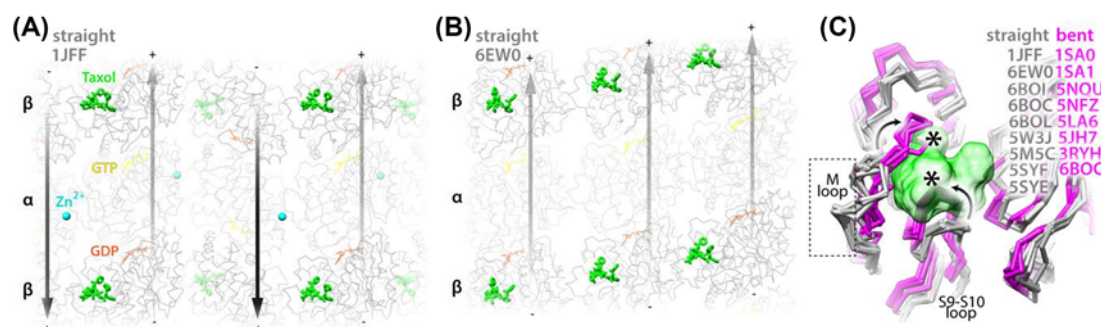 (A)
straight
1JFF
- + - +
Taxol
β
GTP
α
Zn2+
GDP
β
+ - + -
(B)
straight
6EW0
+ + +
β
α
β
- - -
(C)
straight bent
1JFF 1SA0
6EW0 1SA1
6BOI 5NOU
6BOC 5NFZ
6BOL 5LA6
5W3J 5JH7
5M5C 3RYH
5SYF 6BOC
5SYE
*
*
M
loop
S9-S10
loop